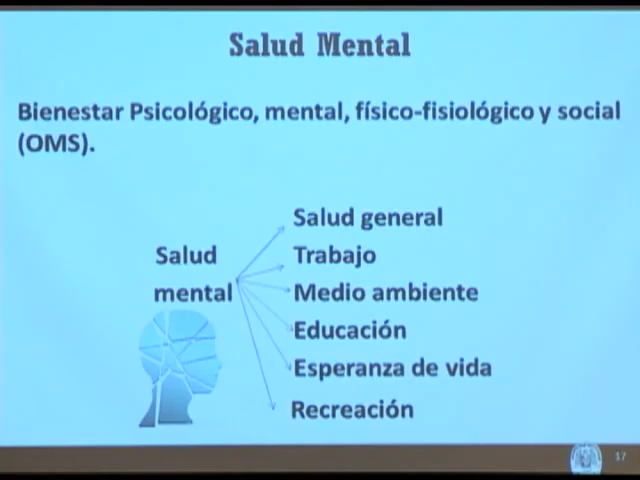 Salud Mental
Bienestar Psicológico, mental, físico-fisiológico y social
(OMS).
Salud
mental
Salud general
Trabajo
Medio ambiente
Educación
Esperanza de vida
Recreación
17